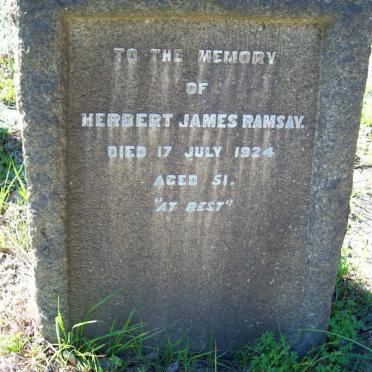 TO THE MEMORY
OF
HERBERT JAMES RAMSAY.
DIED 17 JULY 1924
AGED 51.
"AT REST"